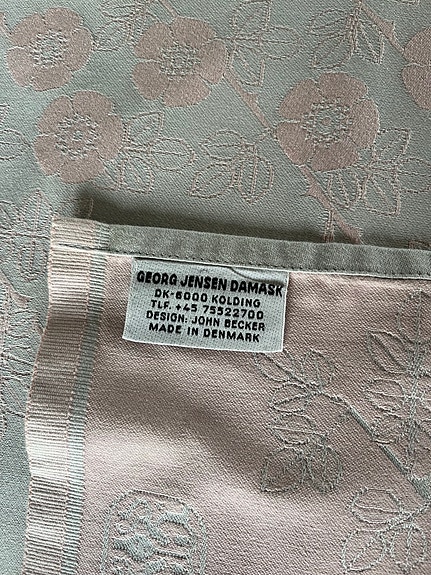 GEORG JENSEN DAMASK
DK-6000 KOLDING
TLF. +45 75522700
DESIGN: JOHN BECKER
MADE IN DENMARK